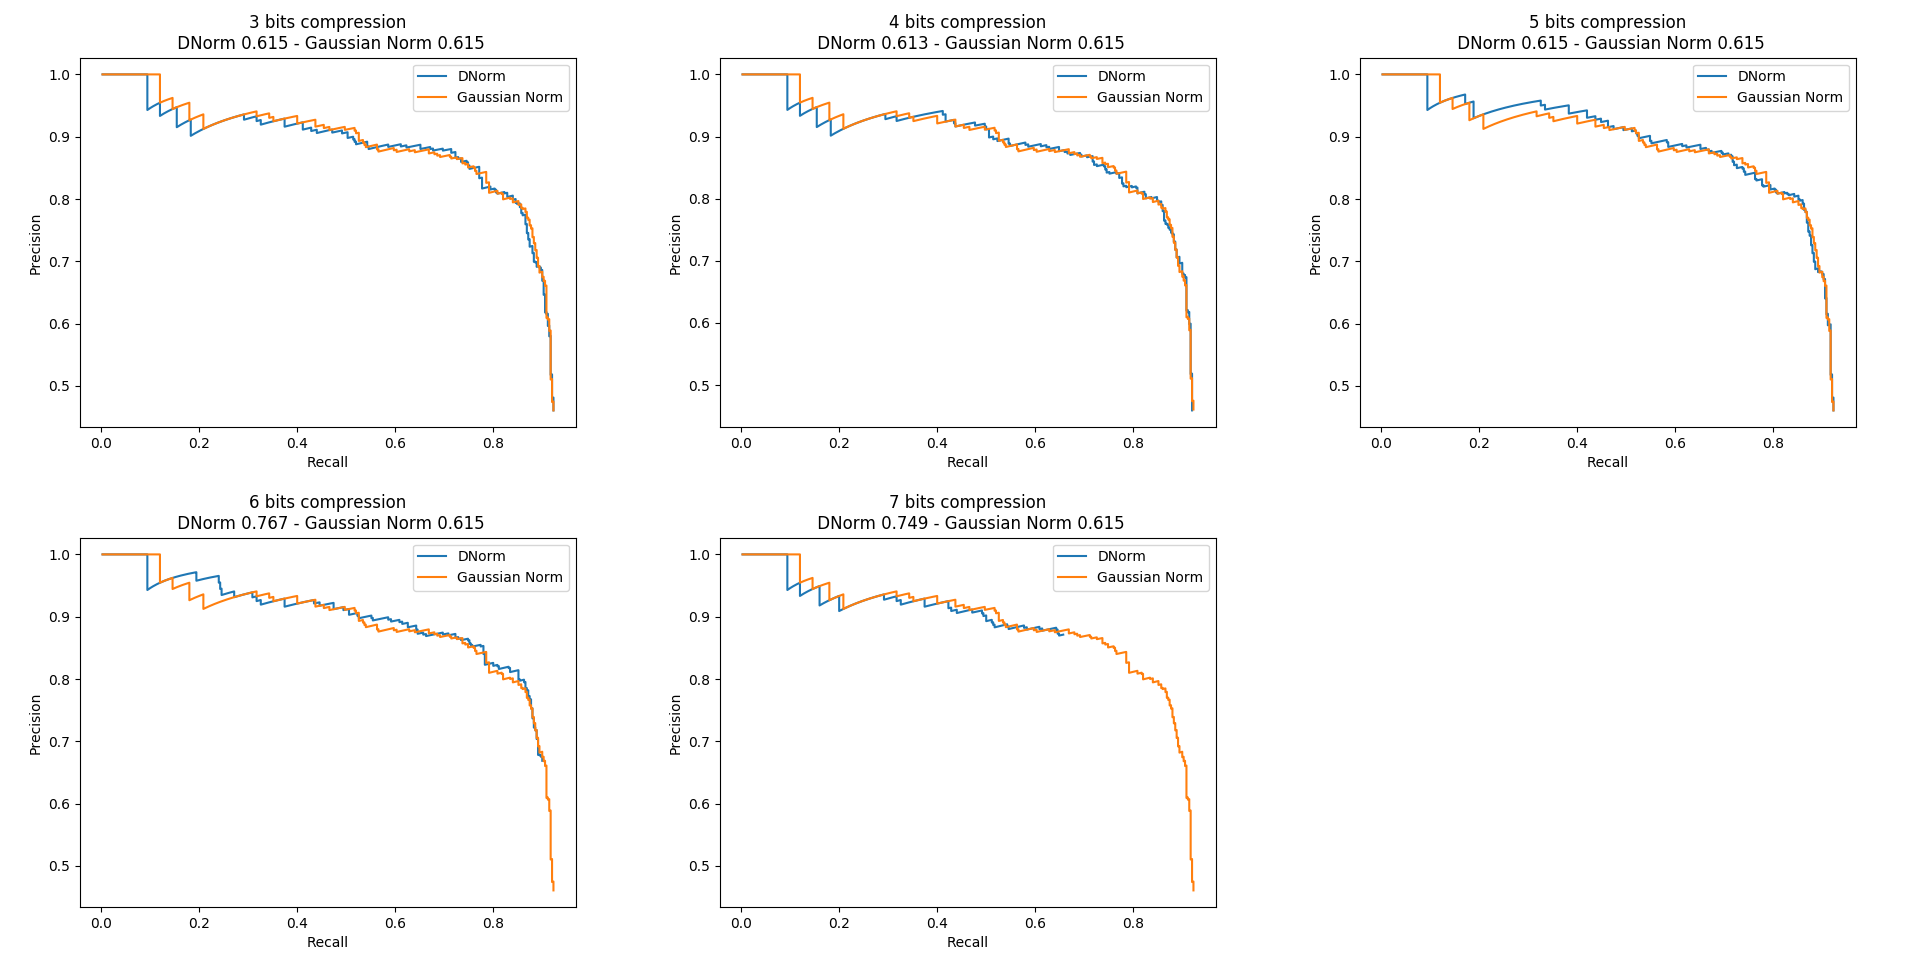 3 bits compression
DNorm 0.615 - Gaussian Norm 0.615
1.0
0.9
0.8
0.7
0.6
0.5
Precision
0.0 0.2 0.4 0.6 0.8
Recall
DNorm
Gaussian Norm
4 bits compression
DNorm 0.613 - Gaussian Norm 0.615
1.0
0.9
0.8
0.7
0.6
0.5
Precision
0.0 0.2 0.4 0.6 0.8
Recall
DNorm
Gaussian Norm
5 bits compression
DNorm 0.615 - Gaussian Norm 0.615
1.0
0.9
0.8
0.7
0.6
0.5
Precision
0.0 0.2 0.4 0.6 0.8
Recall
DNorm
Gaussian Norm
6 bits compression
DNorm 0.767 - Gaussian Norm 0.615
1.0
0.9
0.8
0.7
0.6
0.5
Precision
0.0 0.2 0.4 0.6 0.8
Recall
DNorm
Gaussian Norm
7 bits compression
DNorm 0.749 - Gaussian Norm 0.615
1.0
0.9
0.8
0.7
0.6
0.5
Precision
0.0 0.2 0.4 0.6 0.8
Recall
DNorm
Gaussian Norm